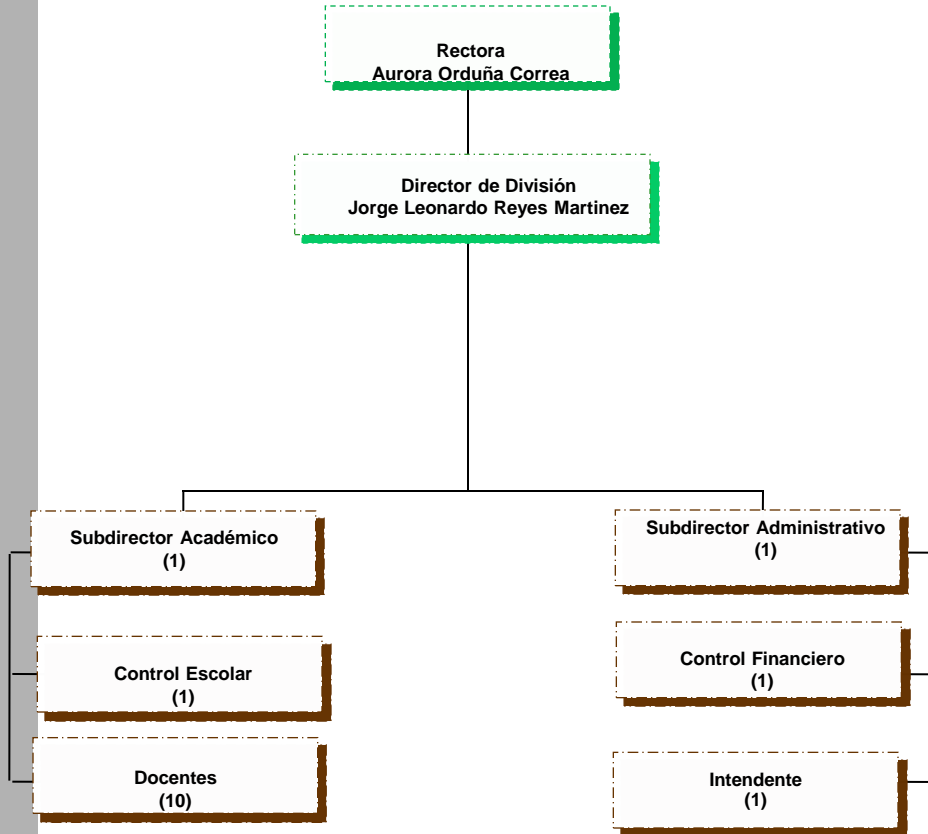 Rectora
Aurora Orduña Correa
Director de División
Jorge Leonardo Reyes Martinez
Subdirector Académico
(1)
Subdirector Administrativo
(1)
Control Escolar
(1)
Control Financiero
(1)
Docentes
(10)
Intendente
(1)